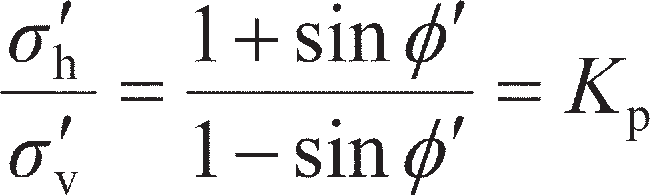 σ′h / σ′v = (1 + sin ϕ′) / (1 − sin ϕ′) = Kp